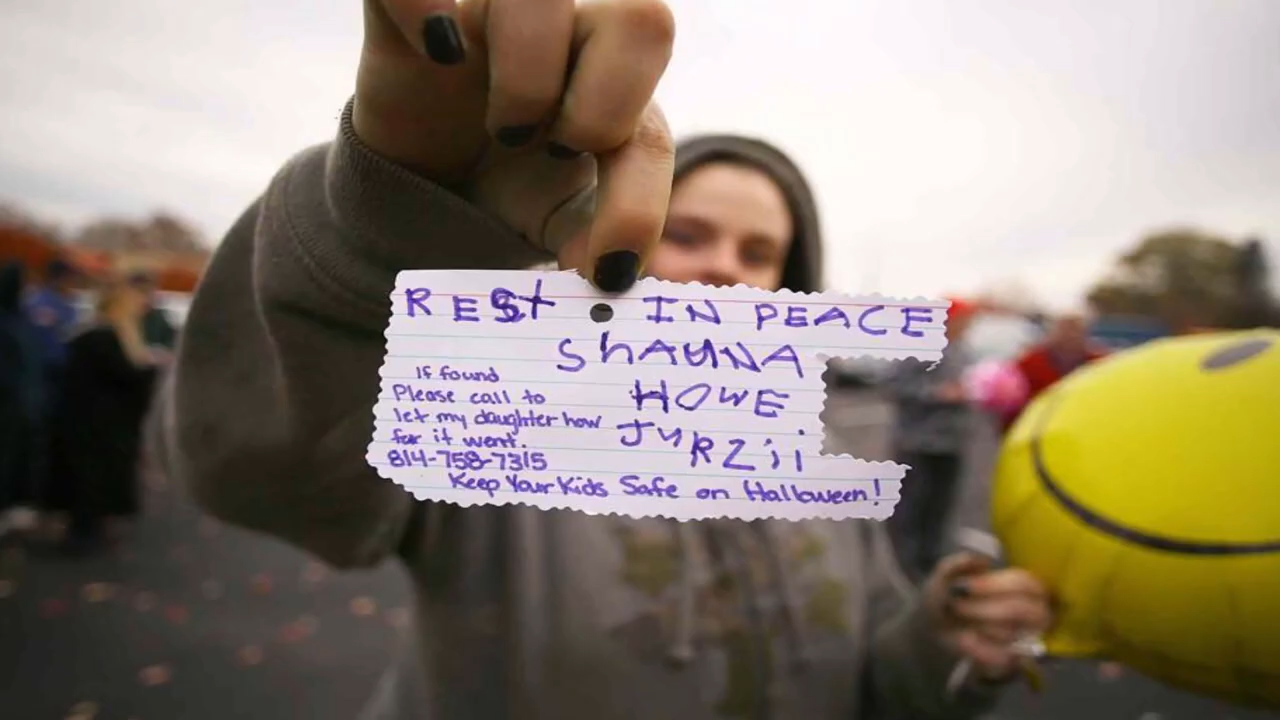 REST IN PEACE
SHAUNA
HOWE
JYRZii
If found
Please call to
let my daughter how
far it went.
814-758-7315
Keep Your Kids Safe on Halloween!